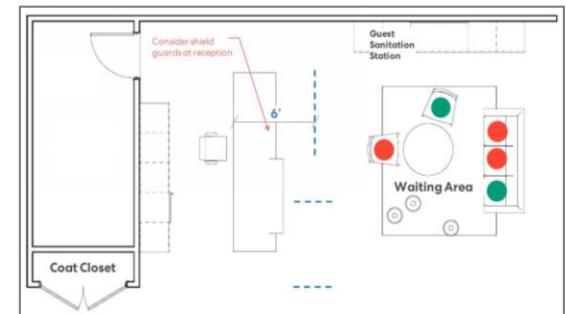 Consider shield
guards at reception
Guest
Sanitation
Station
6'
Waiting Area
Coat Closet